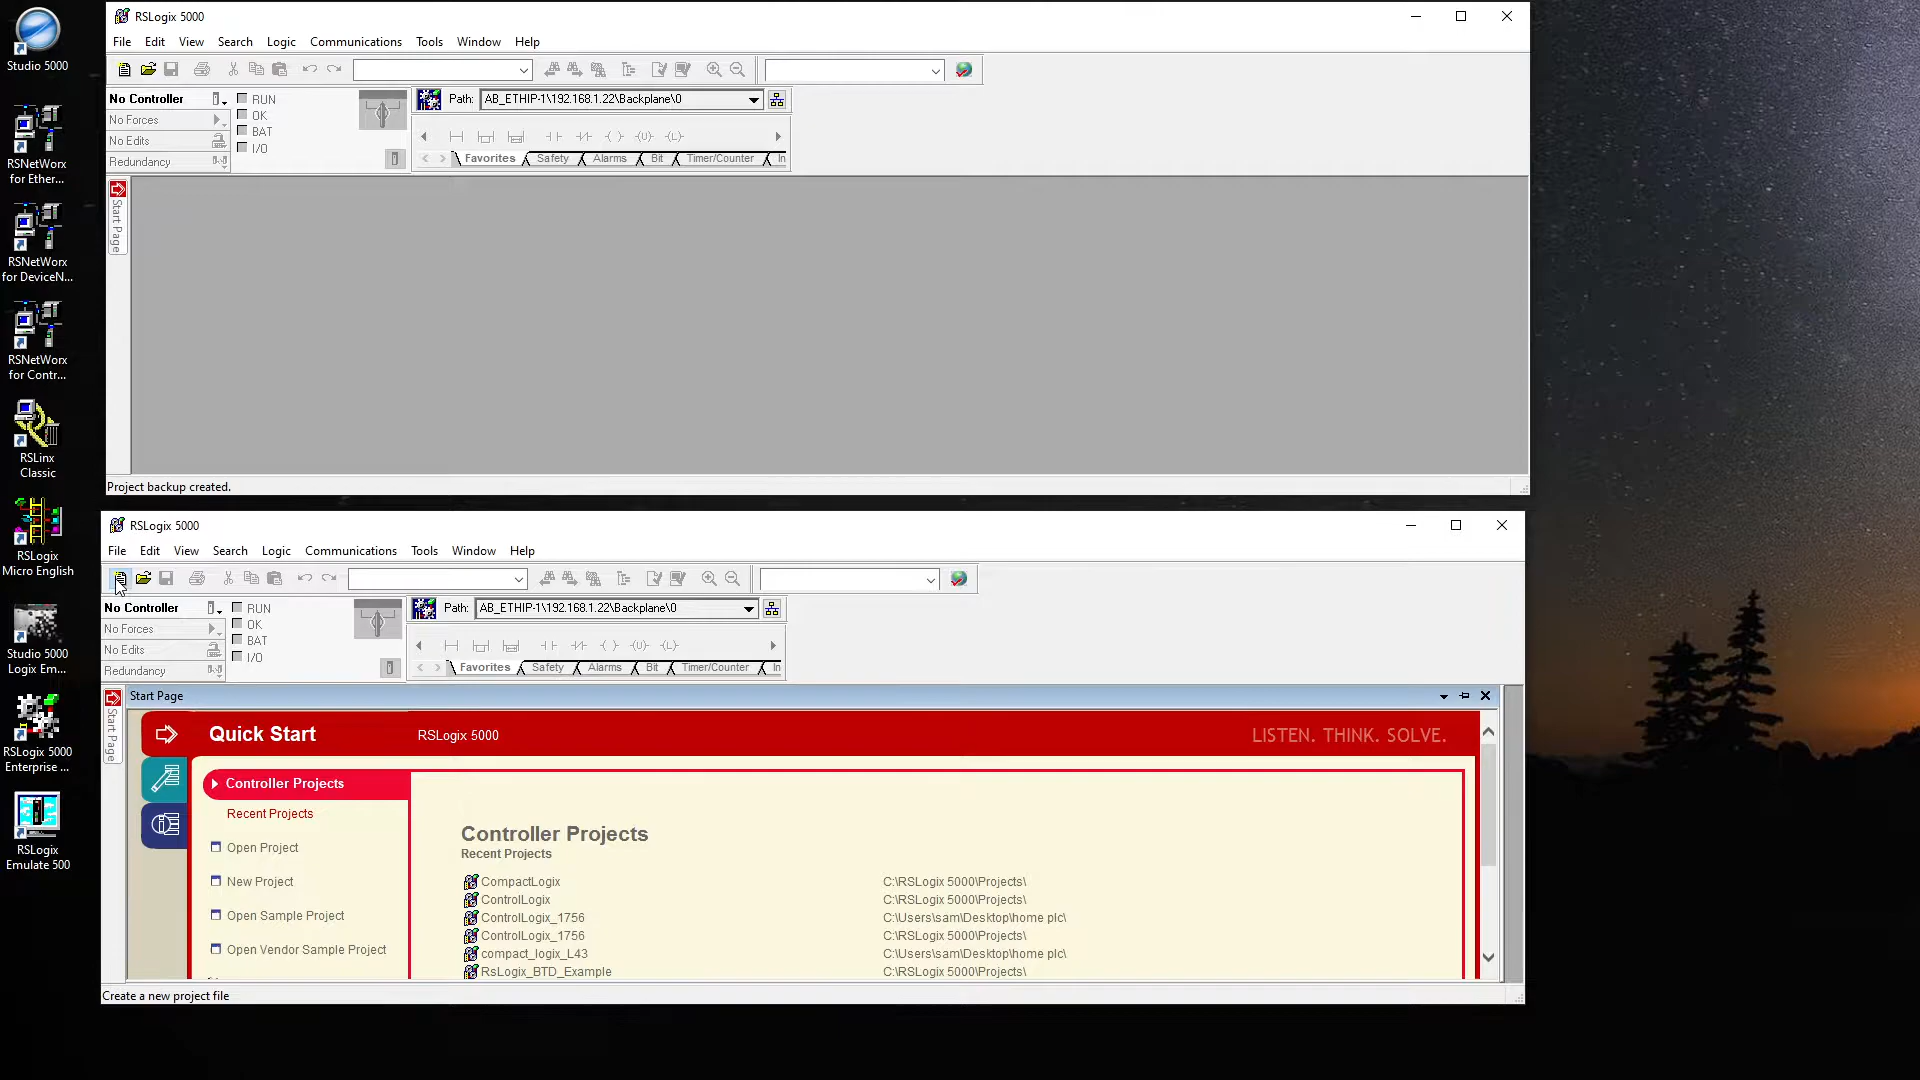 Studio 5000
RSNetWorx
for Ether...
RSNetWorx
for DeviceN...
RSNetWorx
for Contr...
RSLinx
Classic
RSLogix
Micro English
Studio 5000
Logix Em...
RSLogix 5000
Enterprise ...
RSLogix
Emulate 500
RSLogix 5000
File Edit View Search Logic Communications Tools Window Help
No Controller RUN Path: AB_ETHIP-1\192.168.1.22\Backplane\0
No Forces OK
No Edits BAT
Redundancy I/O
Favorites Safety Alarms Bit Timer/Counter In
Start Page
Project backup created.
RSLogix 5000
File Edit View Search Logic Communications Tools Window Help
No Controller RUN Path: AB_ETHIP-1\192.168.1.22\Backplane\0
No Forces OK
No Edits BAT
Redundancy I/O
Favorites Safety Alarms Bit Timer/Counter In
Start Page
Start Page
Quick Start RSLogix 5000 LISTEN. THINK. SOLVE.
Controller Projects
Recent Projects
Open Project
New Project
Open Sample Project
Open Vendor Sample Project
Controller Projects
Recent Projects
CompactLogix C:\RSLogix 5000\Projects\
ControLogix C:\RSLogix 5000\Projects\
ControlLogix_1756 C:\Users\sam\Desktop\home plc\
ControlLogix_1756 C:\RSLogix 5000\Projects\
compact_logix_L43 C:\Users\sam\Desktop\home plc\
RsLogix_BTD_Example C:\RSLogix 5000\Projects\
Create a new project file